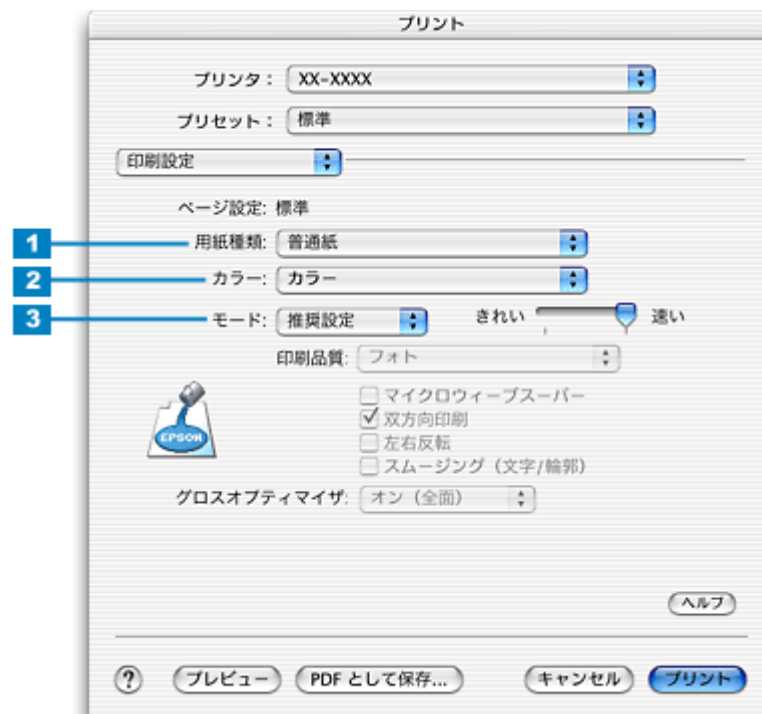 プリント
プリンタ： XX-XXXX
プリセット： 標準
印刷設定
ページ設定: 標準
1 用紙種類: 普通紙
2 カラー: カラー
3 モード: 推奨設定 きれい 速い
印刷品質: フォト
マイクロウィーブスーパー
双方向印刷
左右反転
スムージング（文字/輪郭）
EPSON
グロスオプティマイザ: オン（全面）
ヘルプ
? プレビュー PDF として保存... キャンセル プリント